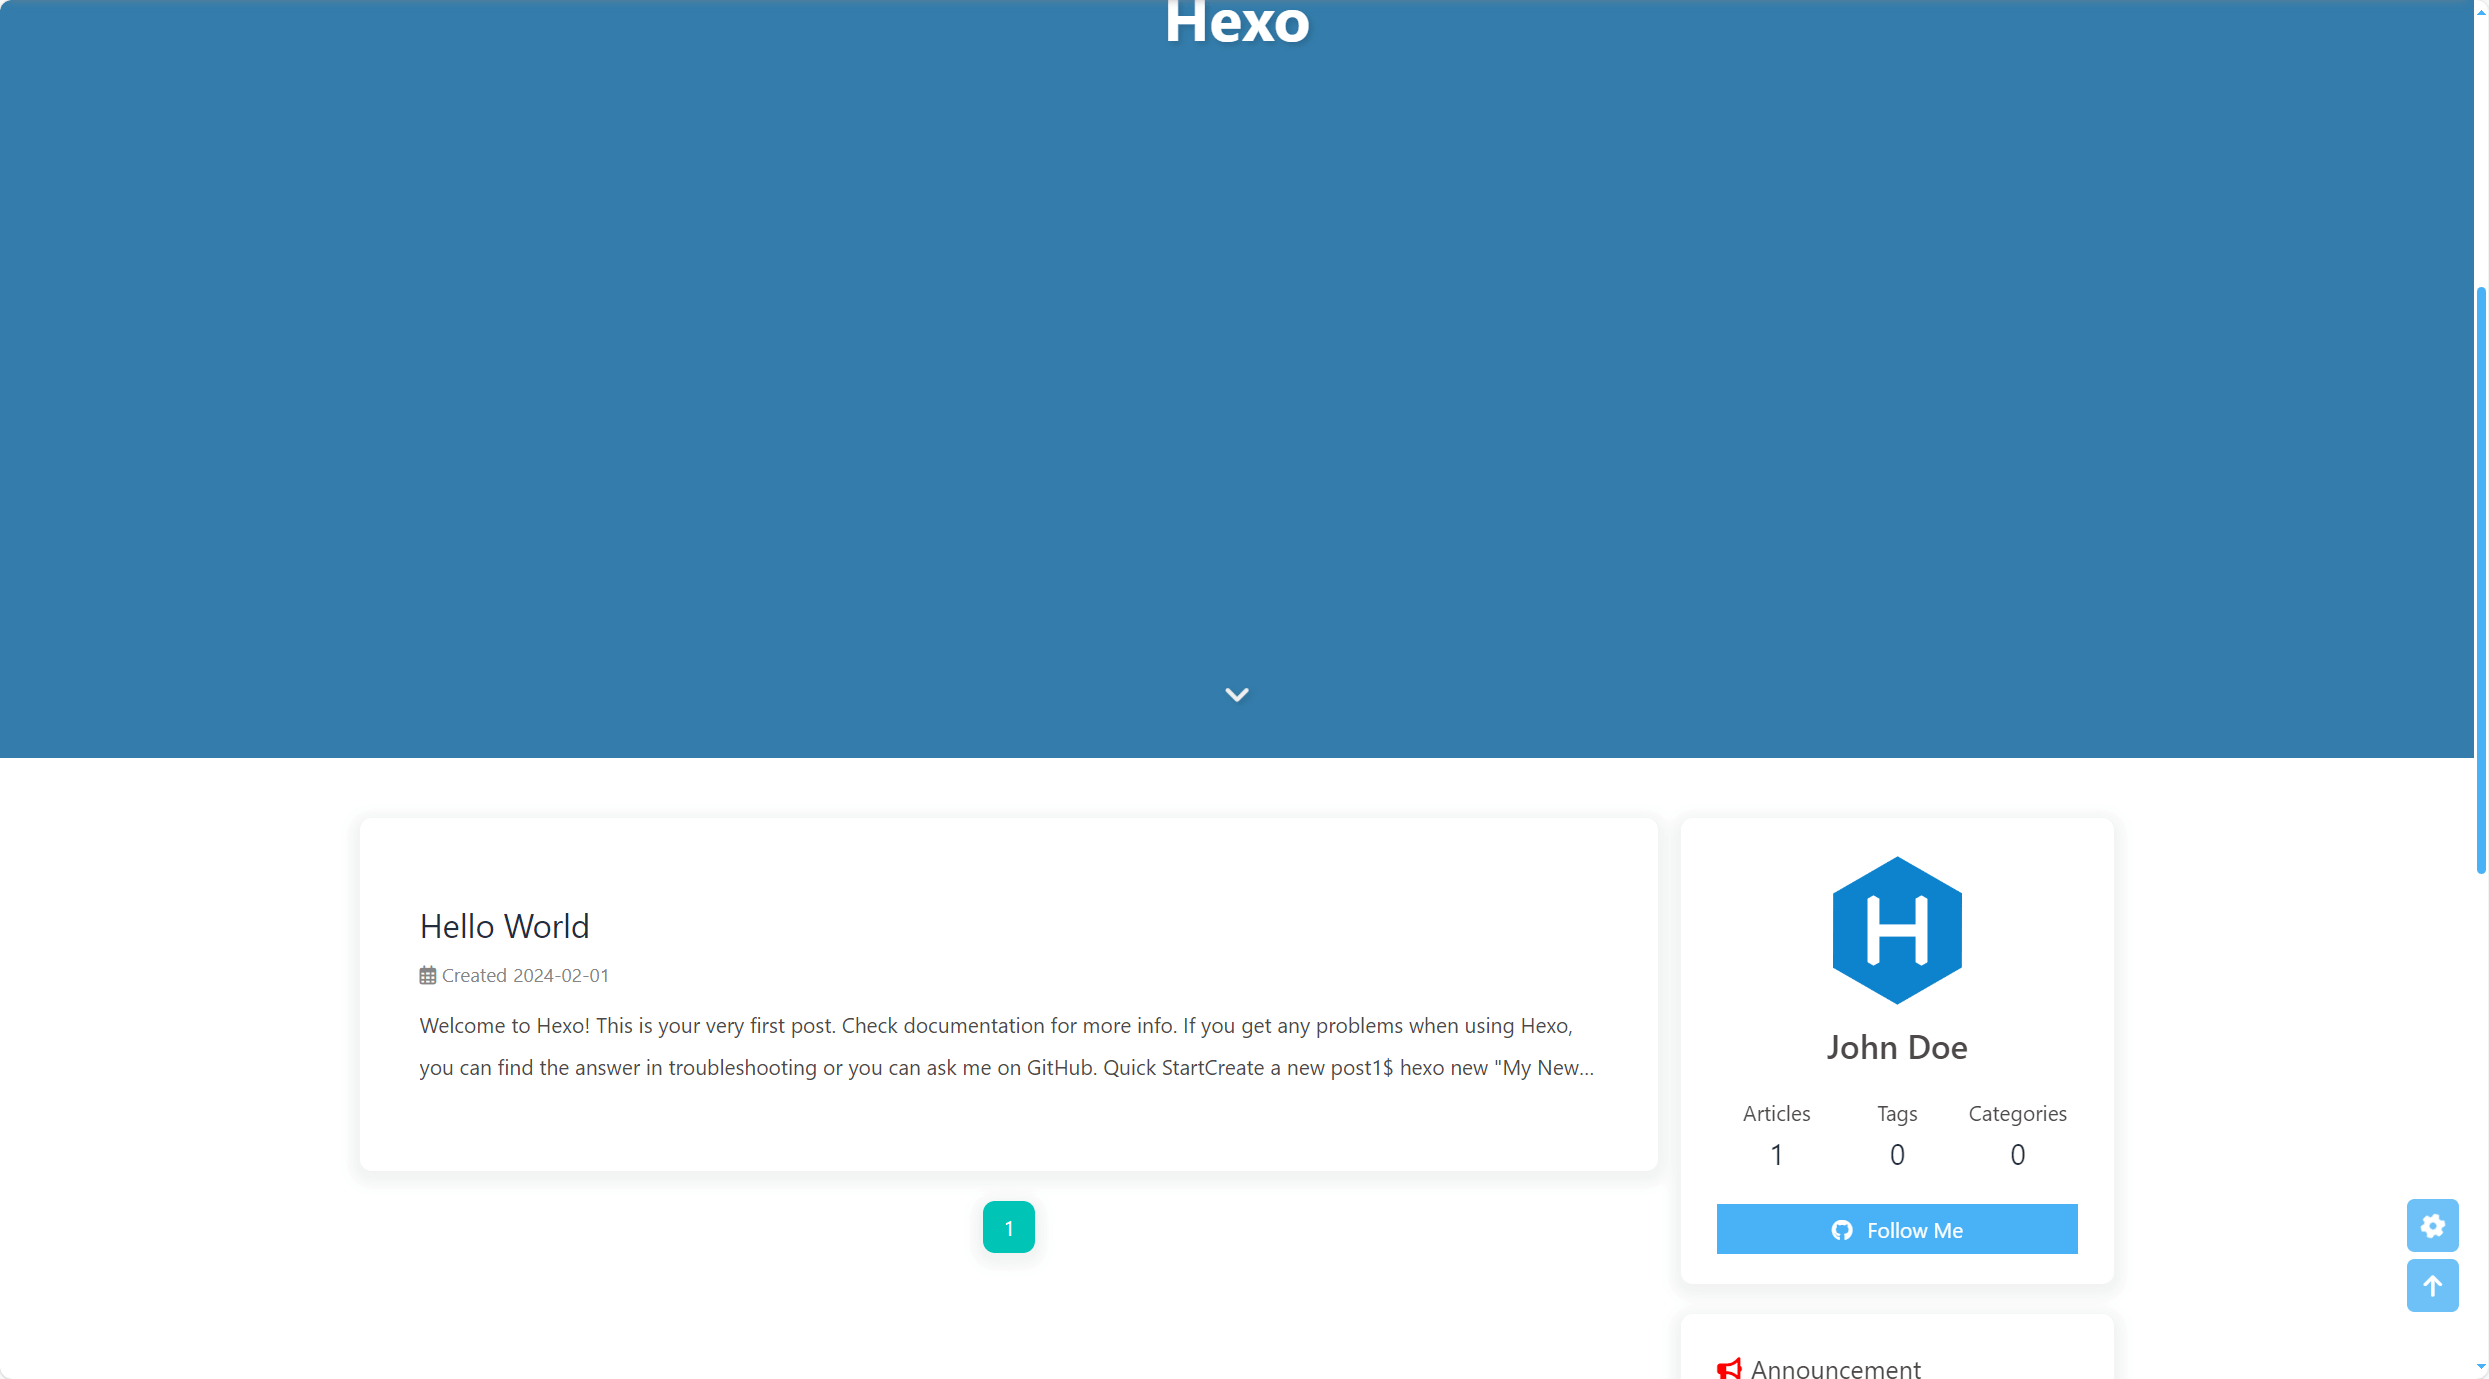 Hexo
Hello World
Created 2024-02-01
Welcome to Hexo! This is your very first post. Check documentation for more info. If you get any problems when using Hexo,
you can find the answer in troubleshooting or you can ask me on GitHub. Quick StartCreate a new post1$ hexo new "My New...
1
H
John Doe
Articles Tags Categories
1 0 0
Follow Me
Announcement